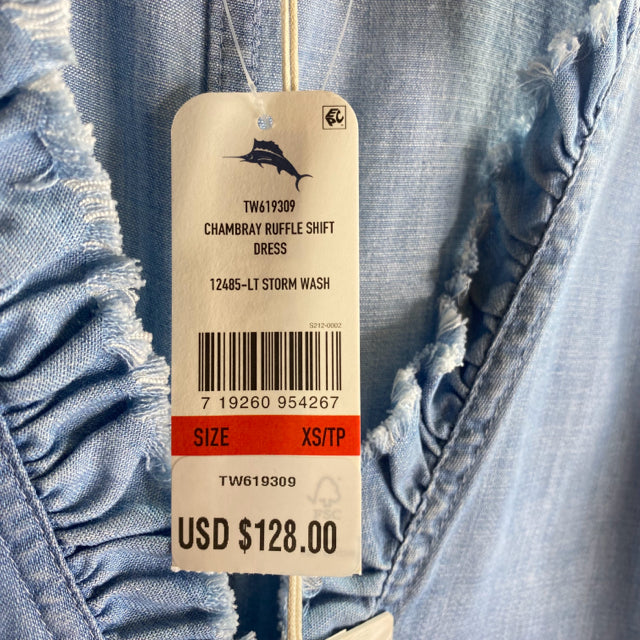 TW619309
CHAMBRAY RUFFLE SHIFT
DRESS
12485-LT STORM WASH
S212-0002
7 19260 954267
SIZE XS/TP
TW619309
FSC
USD $128.00